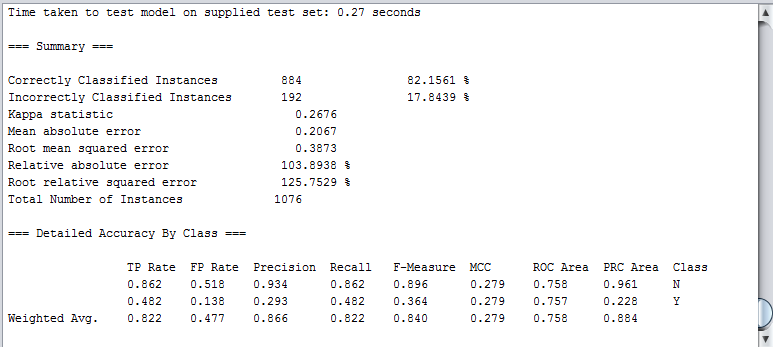 Time taken to test model on supplied test set: 0.27 seconds
=== Summary ===
Correctly Classified Instances 884 82.1561 %
Incorrectly Classified Instances 192 17.8439 %
Kappa statistic 0.2676
Mean absolute error 0.2067
Root mean squared error 0.3873
Relative absolute error 103.8938 %
Root relative squared error 125.7529 %
Total Number of Instances 1076
=== Detailed Accuracy By Class ===
TP Rate FP Rate Precision Recall F-Measure MCC ROC Area PRC Area Class
0.862 0.518 0.934 0.862 0.896 0.279 0.758 0.961 N
0.482 0.138 0.293 0.482 0.364 0.279 0.757 0.228 Y
Weighted Avg. 0.822 0.477 0.866 0.822 0.840 0.279 0.758 0.884